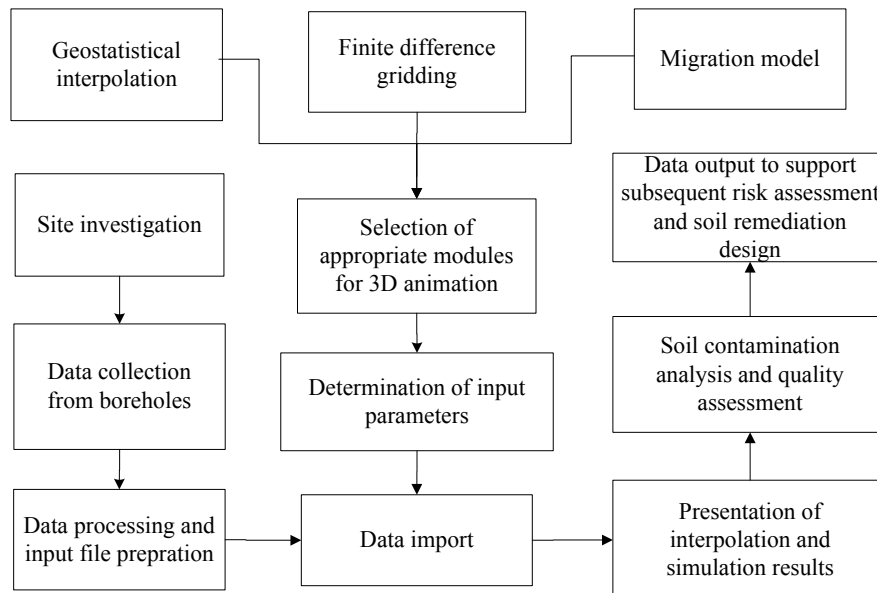 Geostatistical
interpolation
Finite difference
gridding
Migration model
Site investigation
Selection of
appropriate modules
for 3D animation
Data output to support
subsequent risk assessment
and soil remediation
design
Data collection
from boreholes
Determination of input
parameters
Soil contamination
analysis and quality
assessment
Data processing and
input file prepration
Data import
Presentation of
interpolation and
simulation results